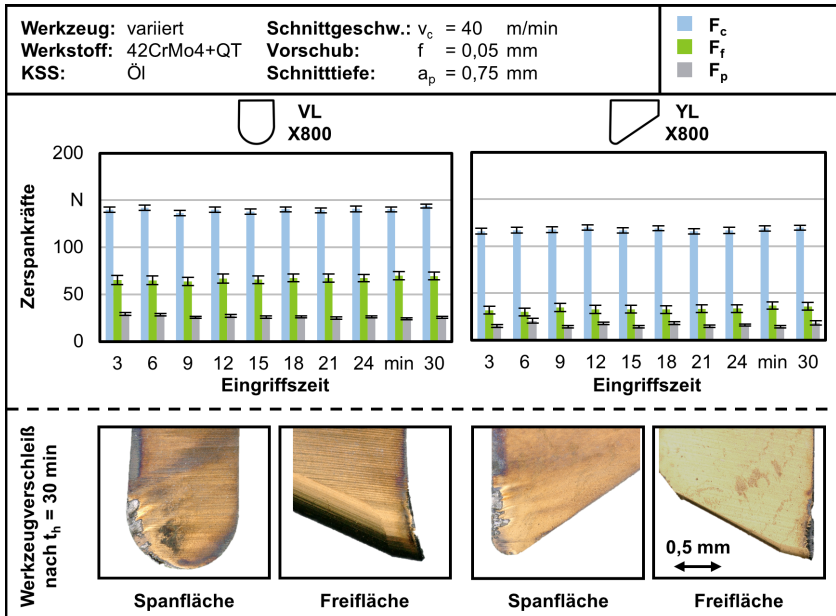 Werkzeug: variiert
Werkstoff: 42CrMo4+QT
KSS: Öl
Schnittgeschw.: vc = 40 m/min
Vorschub: f = 0,05 mm
Schnitttiefe: ap = 0,75 mm
Fc
Ff
Fp
VL
X800
YL
X800
Zerspankräfte
200
N
100
50
0
3 6 9 12 15 18 21 24 min 30
Eingriffszeit
3 6 9 12 15 18 21 24 min 30
Eingriffszeit
Werkzeugverschleiß
nach th = 30 min
0,5 mm
Spanfläche
Freifläche
Spanfläche
Freifläche